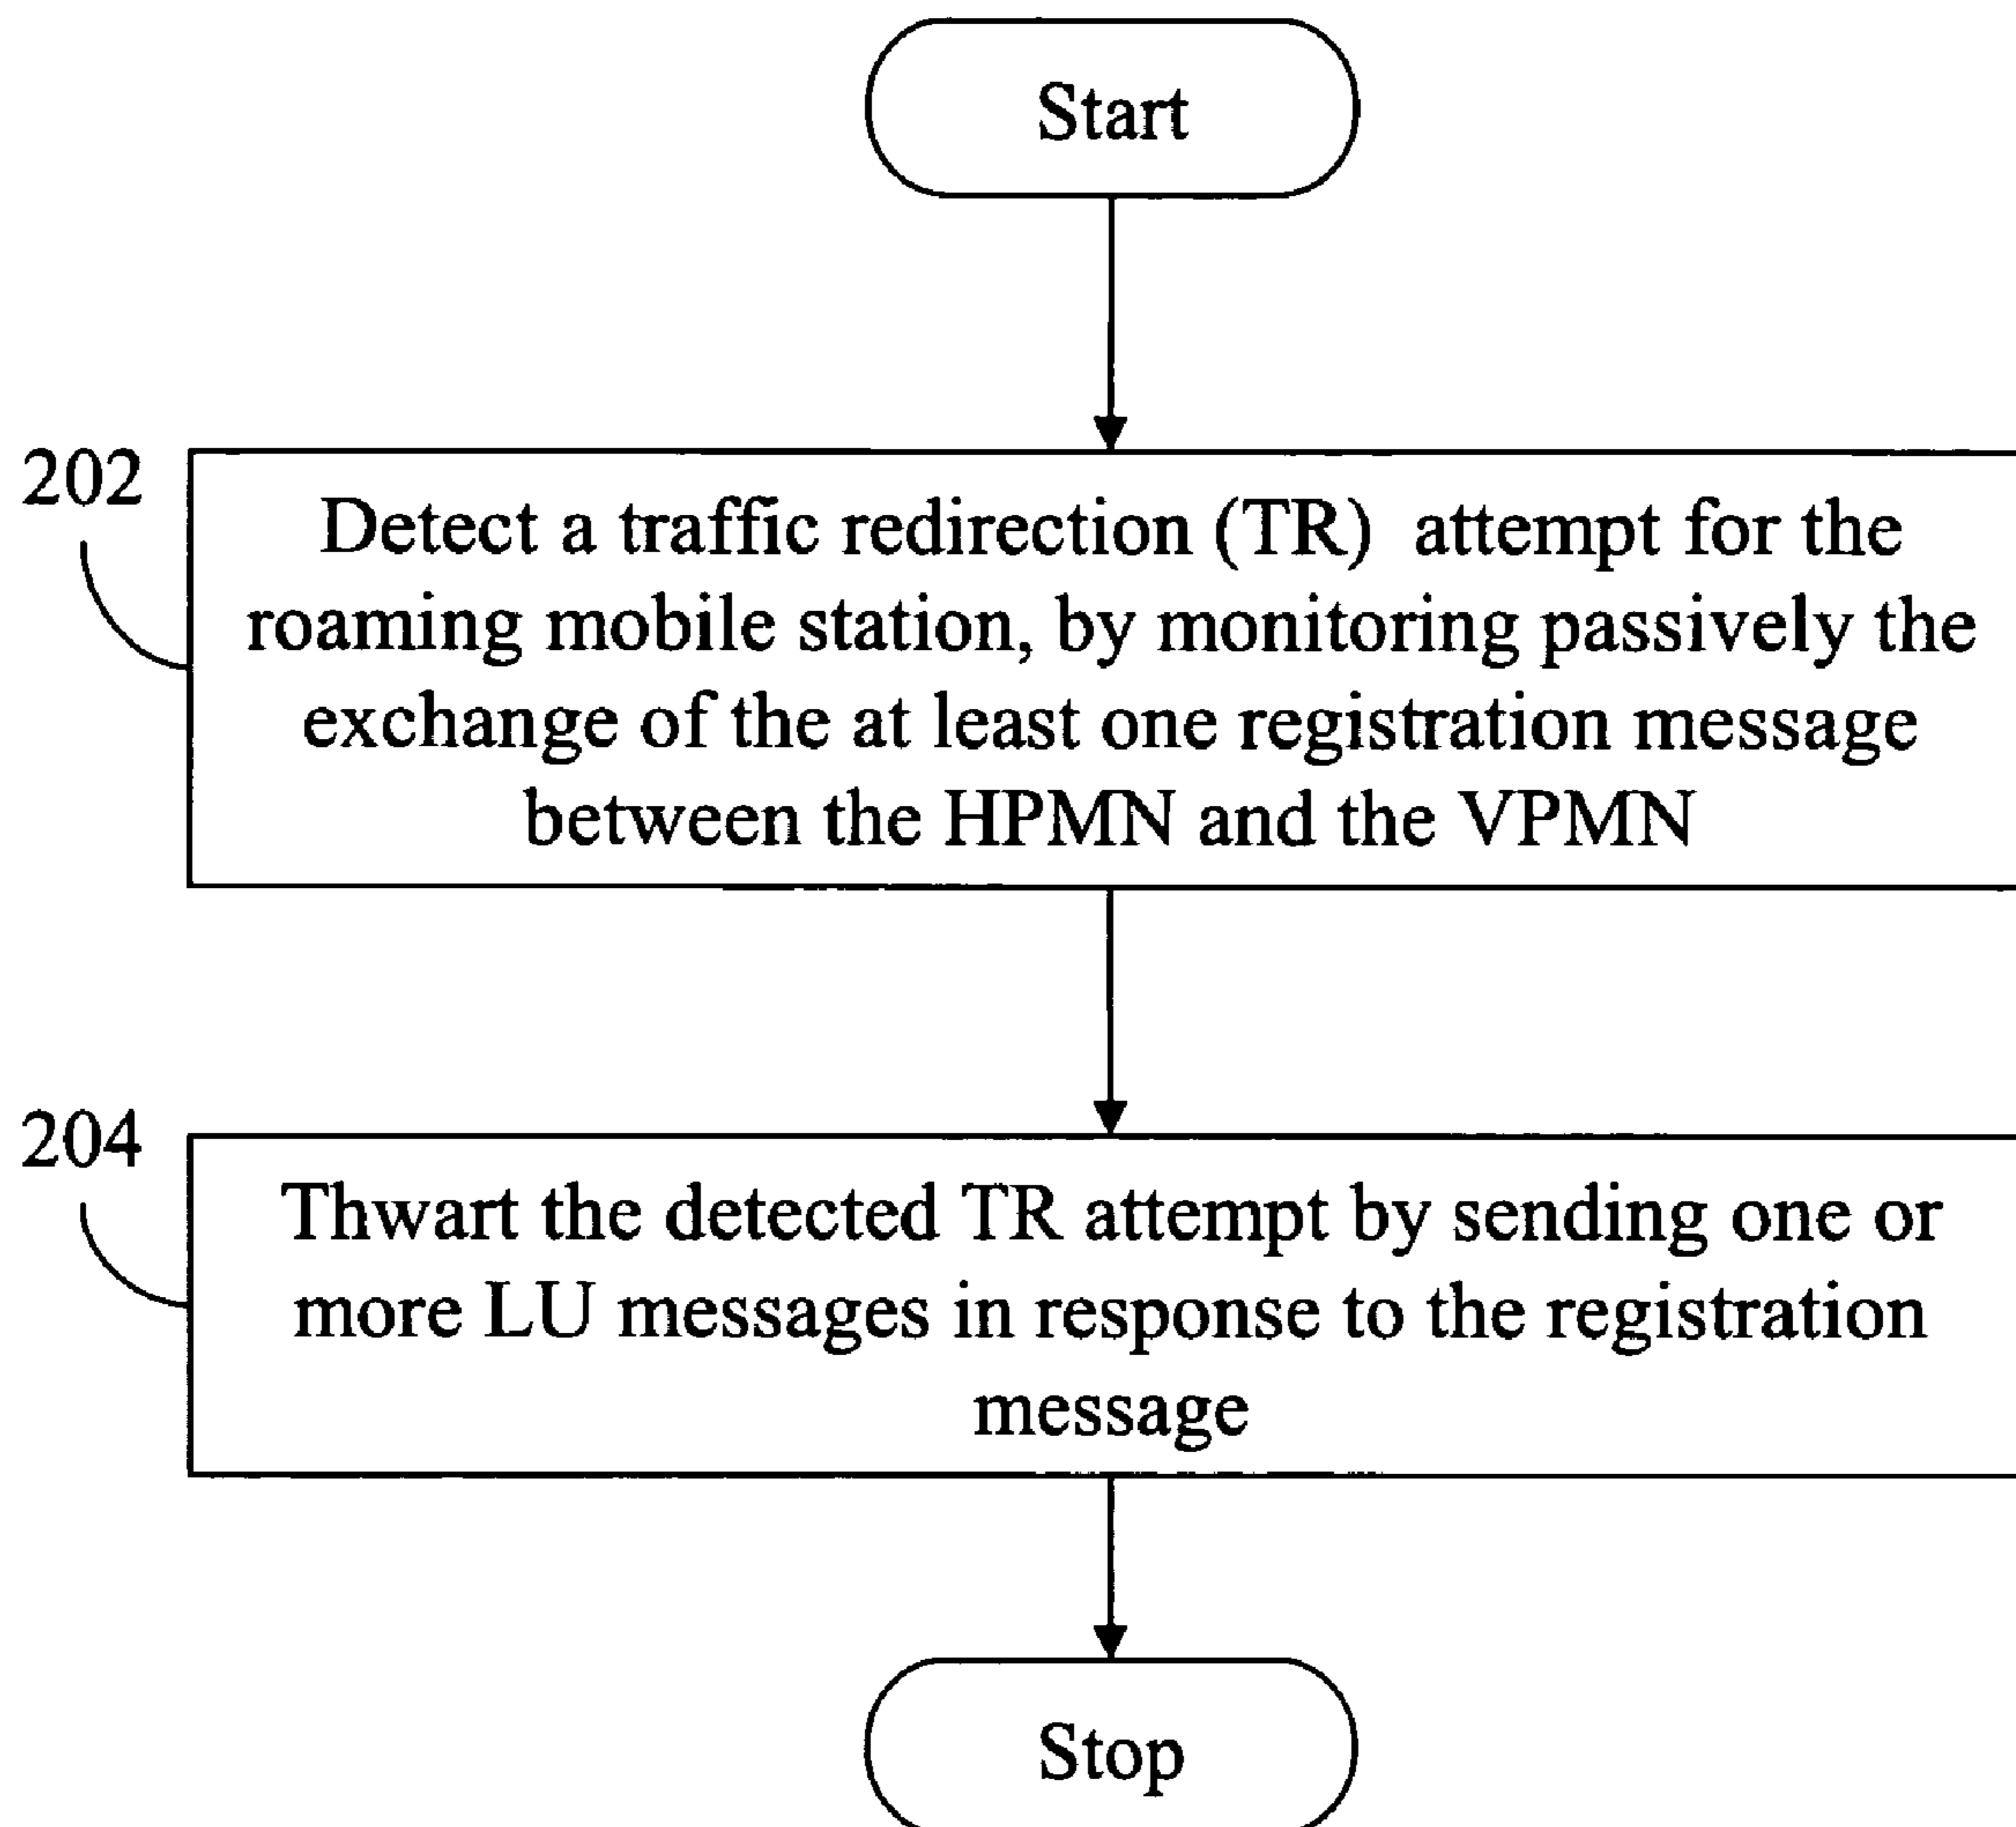 Start
202
Detect a traffic redirection (TR) attempt for the
roaming mobile station, by monitoring passively the
exchange of the at least one registration message
between the HPMN and the VPMN
204
Thwart the detected TR attempt by sending one or
more LU messages in response to the registration
message
Stop